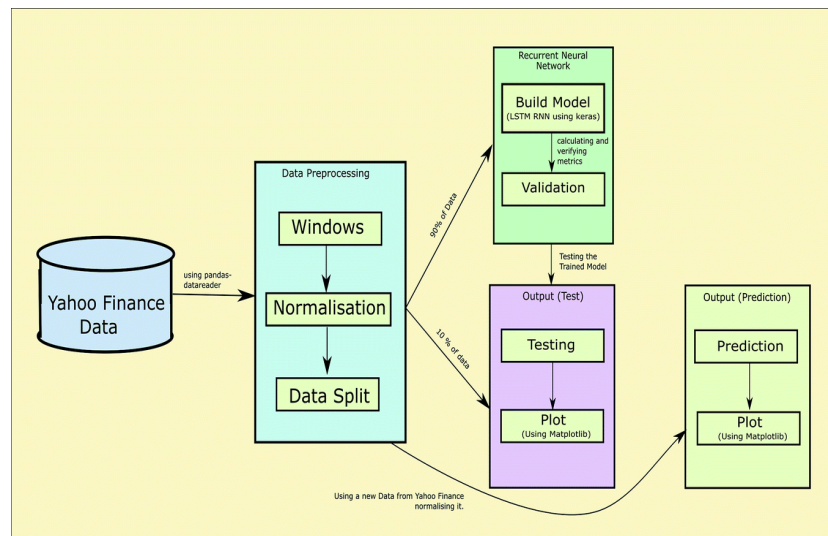 Yahoo Finance
Data
using pandas-
datareader
Data Preprocessing
Windows
Normalisation
Data Split
90% of Data
10 % of data
Recurrent Neural
Network
Build Model
(LSTM RNN using keras)
calculating and
verifying
metrics
Validation
Testing the
Trained Model
Output (Test)
Testing
Plot
(Using Matplotlib)
Output (Prediction)
Prediction
Plot
(Using Matplotlib)
Using a new Data from Yahoo Finance
normalising it.